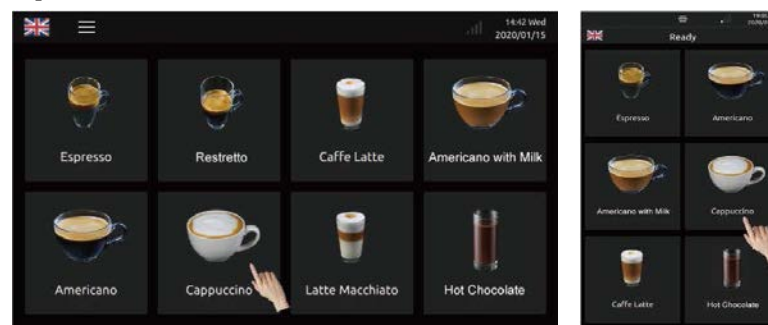 14:42 Wed
2020/01/15
Espresso
Restretto
Caffe Latte
Americano with Milk
Americano
Cappuccino
Latte Macchiato
Hot Chocolate
Ready
Espresso
Americano
Americano with Milk
Cappuccino
Caffe Latte
Hot Chocolate